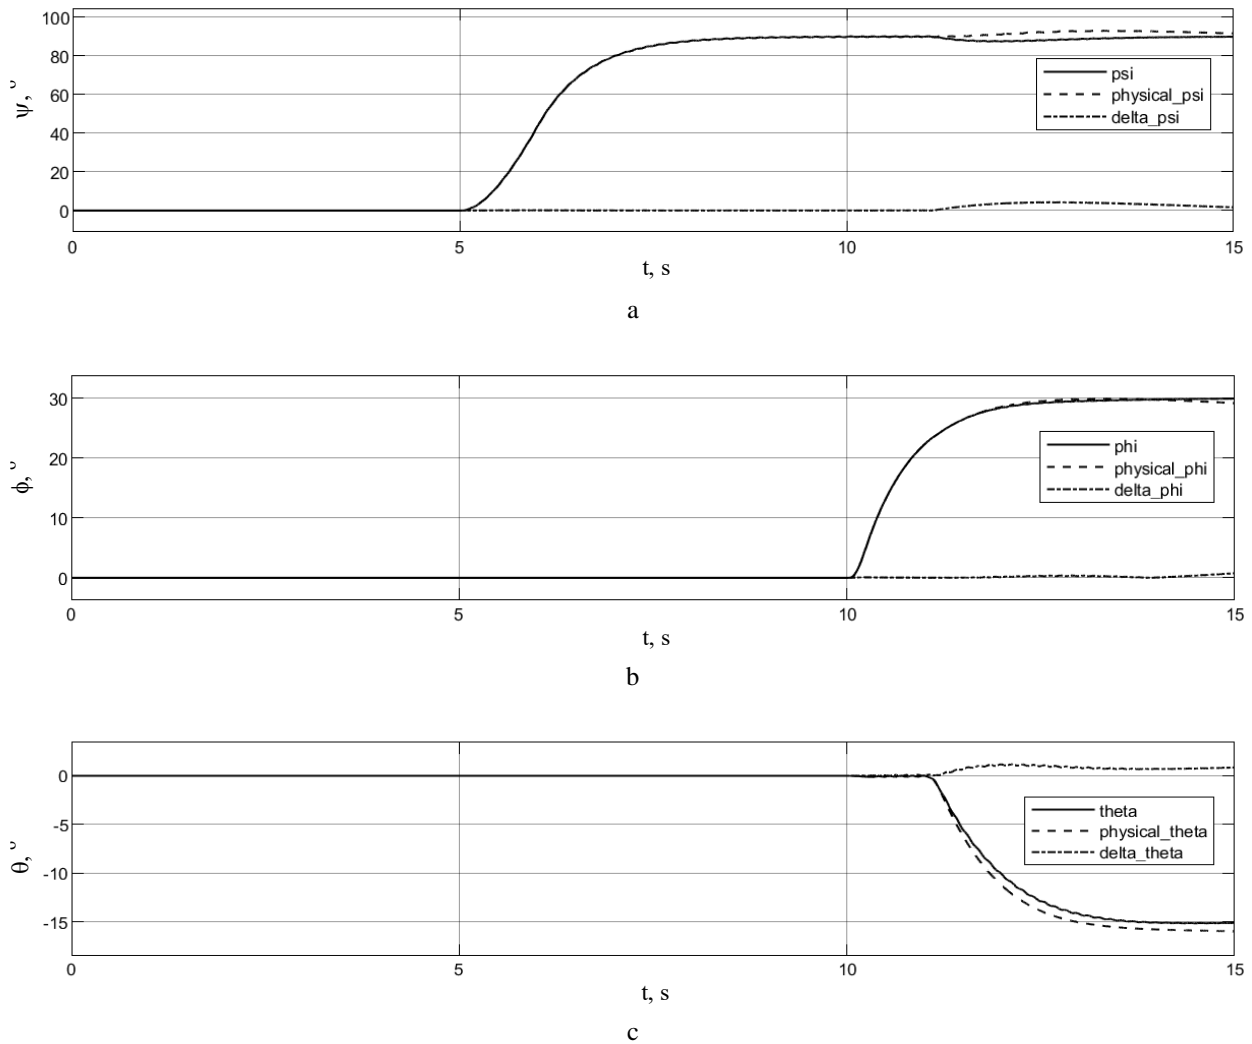 100
80
60
40
20
0
ψ, °
psi
physical_psi
delta_psi
0 5 10 15
t, s
a
30
20
10
0
ϕ, °
phi
physical_phi
delta_phi
0 5 10 15
t, s
b
0
-5
-10
-15
θ, °
theta
physical_theta
delta_theta
0 5 10 15
t, s
c